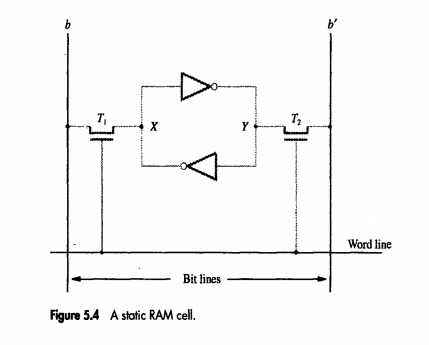 b b′
T₁ X Y T₂
Word line
Bit lines
Figure 5.4 A static RAM cell.